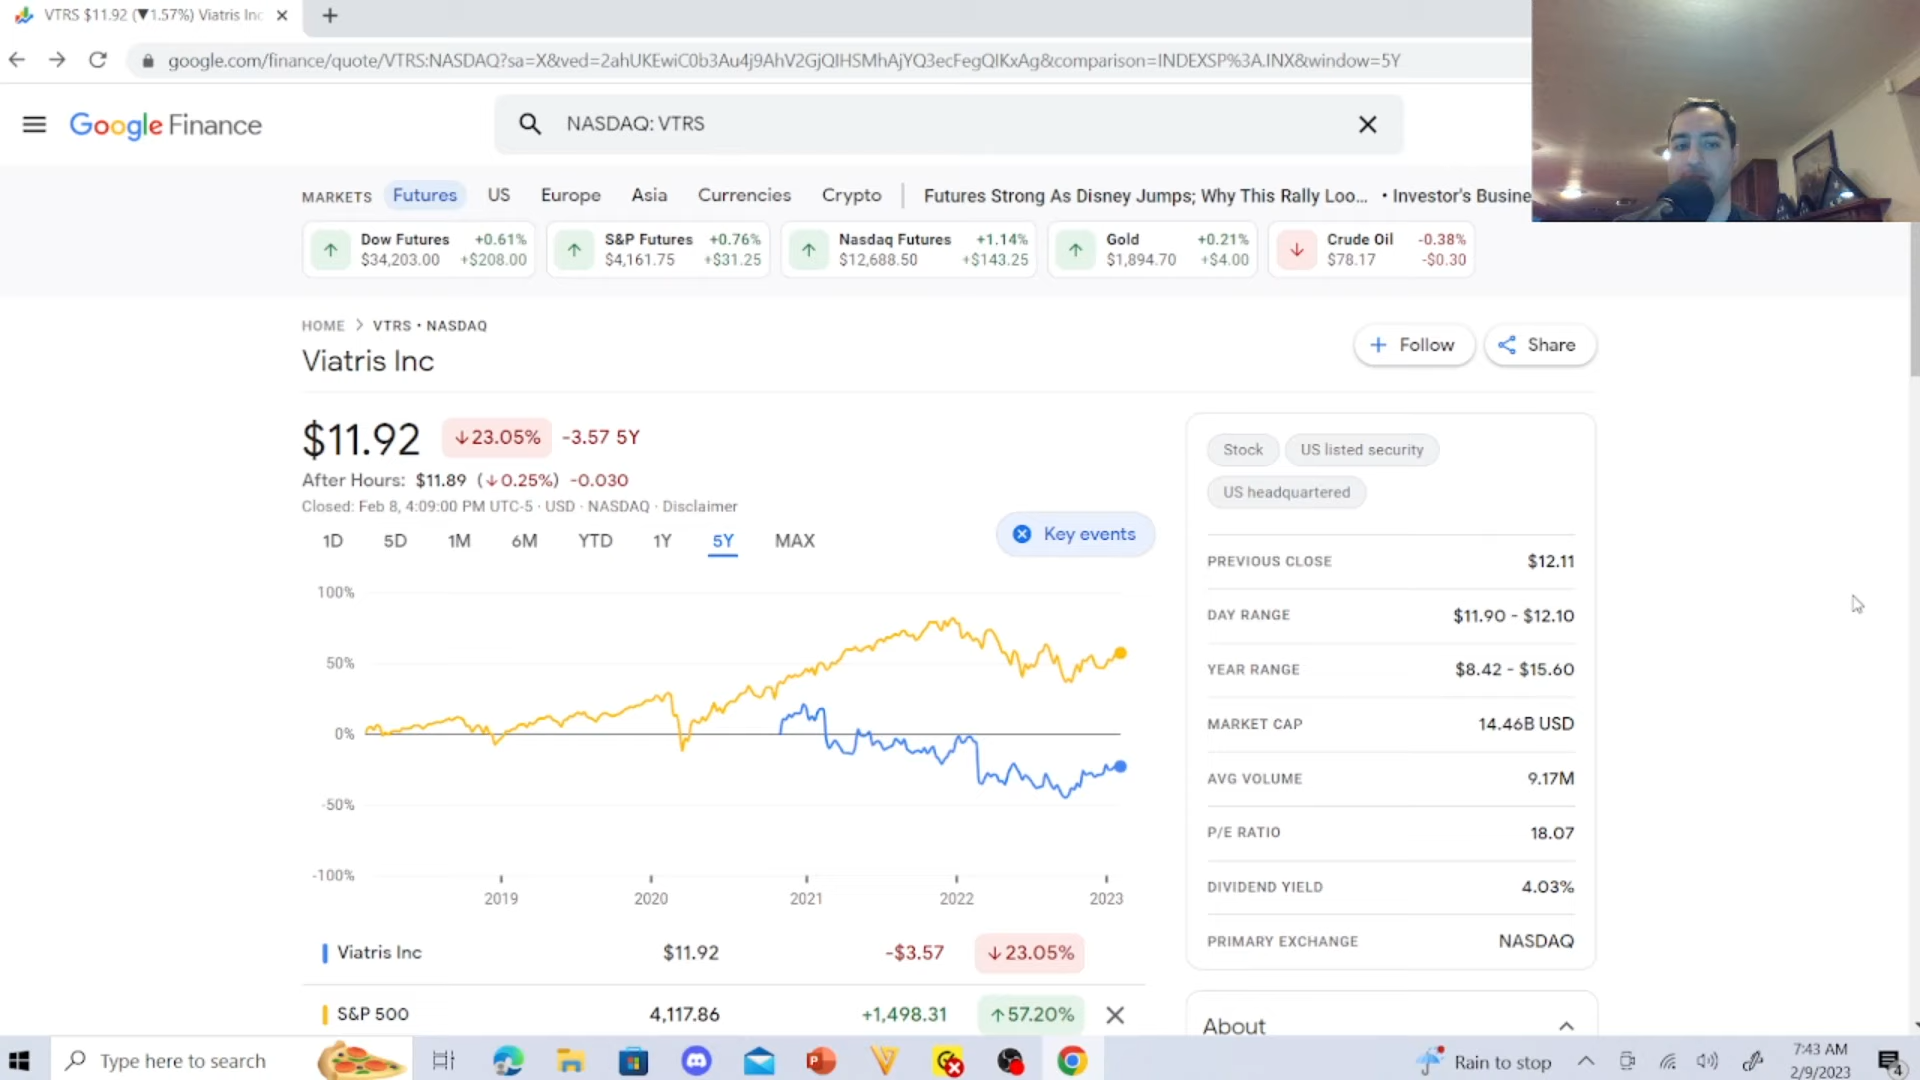 VTRS $11.92 (▼1.57%) Viatris Inc
google.com/finance/quote/VTRS:NASDAQ?sa=X&ved=2ahUKEwiC0b3Au4j9AhV2GjQIHSMhAjYQ3ecFegQIKxAg&comparison=INDEXSP%3A.INX&window=5Y
Google Finance
NASDAQ: VTRS
MARKETS Futures US Europe Asia Currencies Crypto Futures Strong As Disney Jumps; Why This Rally Loo... • Investor's Busine
Dow Futures +0.61% S&P Futures +0.76% Nasdaq Futures +1.14% Gold +0.21% Crude Oil -0.38%
$34,203.00 +$208.00 $4,161.75 +$31.25 $12,688.50 +$143.25 $1,894.70 +$4.00 $78.17 -$0.30
HOME > VTRS • NASDAQ
Viatris Inc
Follow Share
$11.92 ↓23.05% -3.57 5Y
After Hours: $11.89 (↓0.25%) -0.030
Closed: Feb 8, 4:09:00 PM UTC-5 · USD · NASDAQ · Disclaimer
1D 5D 1M 6M YTD 1Y 5Y MAX
Key events
100%
50%
0%
-50%
-100%
2019 2020 2021 2022 2023
Viatris Inc $11.92 -$3.57 ↓23.05%
S&P 500 4,117.86 +1,498.31 ↑57.20%
Stock US listed security
US headquartered
PREVIOUS CLOSE $12.11
DAY RANGE $11.90 - $12.10
YEAR RANGE $8.42 - $15.60
MARKET CAP 14.46B USD
AVG VOLUME 9.17M
P/E RATIO 18.07
DIVIDEND YIELD 4.03%
PRIMARY EXCHANGE NASDAQ
About
Type here to search
Rain to stop
7:43 AM
2/9/2023
4